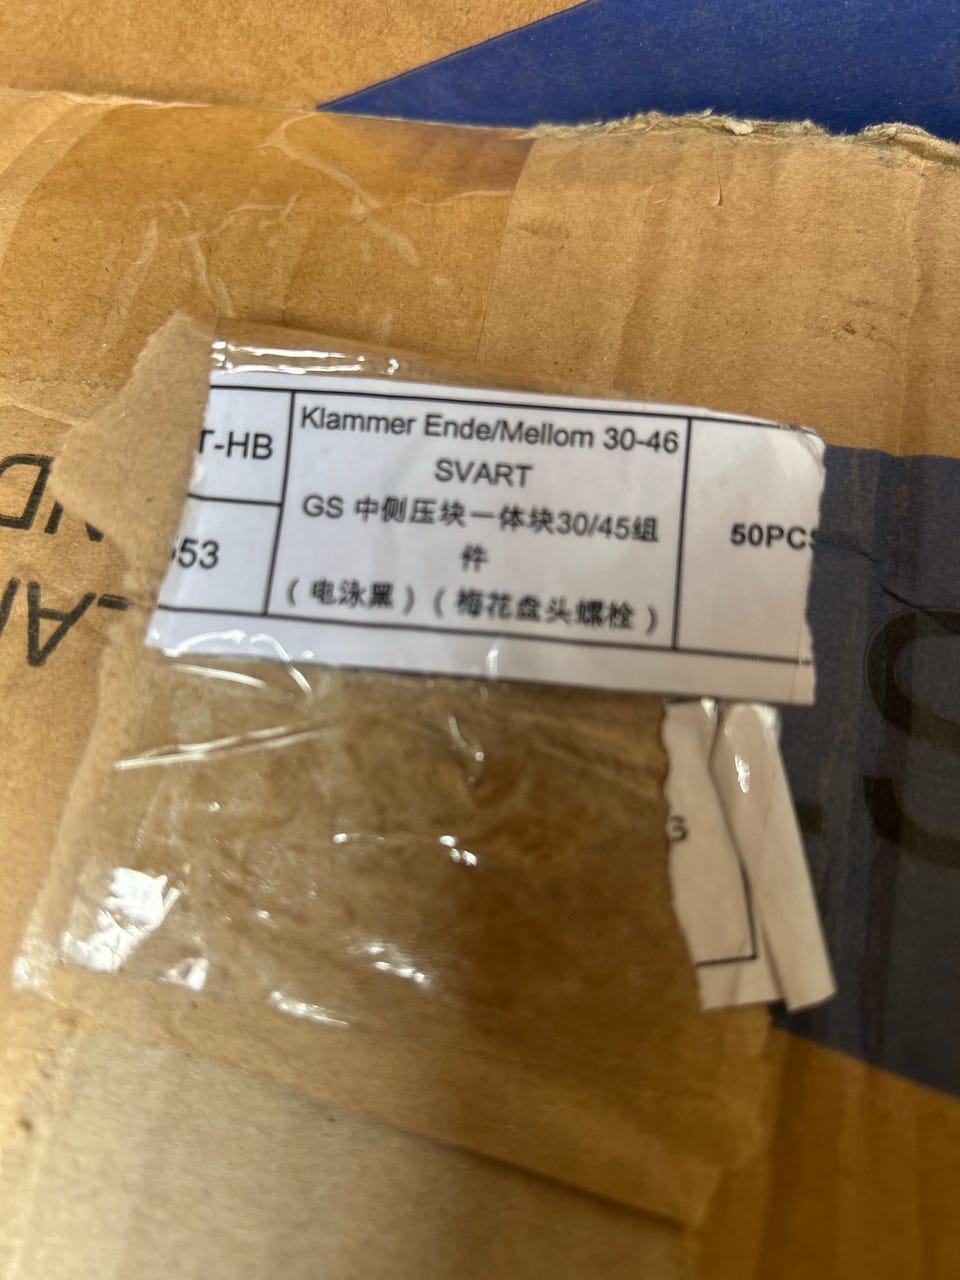 T-HB
53
Klammer Ende/Mellom 30-46
SVART
GS 中侧压块一体块30/45组
件
（电泳黑）（梅花盘头螺栓）
50PCS
G